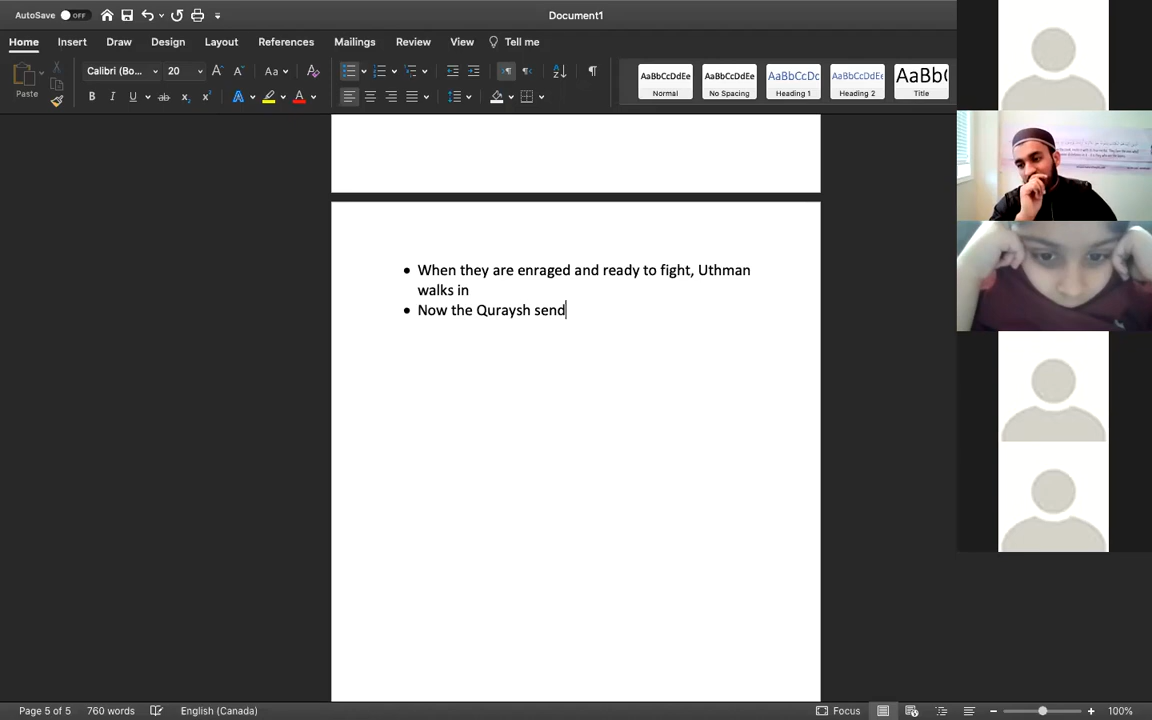 AutoSave OFF
Document1
Home Insert Draw Design Layout References Mailings Review View Tell me
Paste
Calibri (Bo... 20
Aa
AaBbCcDdEe AaBbCcDdEe AaBbCcDc AaBbCcDdEe AaBb(
Normal No Spacing Heading 1 Heading 2 Title
• When they are enraged and ready to fight, Uthman
walks in
• Now the Quraysh send
Page 5 of 5 760 words English (Canada) Focus 100%